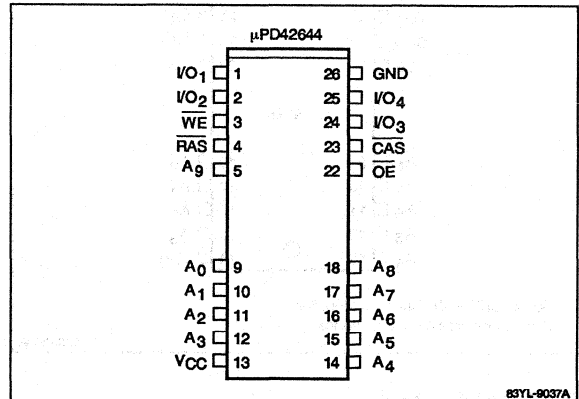 μPD42644
I/O1 1 26 GND
I/O2 2 25 I/O4
WE 3 24 I/O3
RAS 4 23 CAS
A9 5 22 OE
A0 9 18 A8
A1 10 17 A7
A2 11 16 A6
A3 12 15 A5
VCC 13 14 A4
83YL-9037A